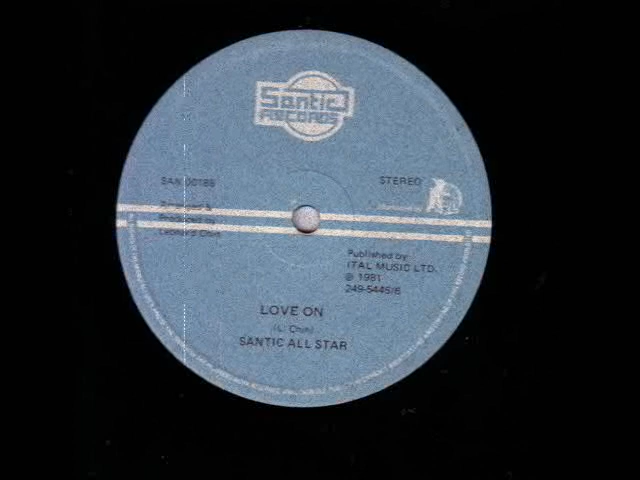 Santic
RECORDS
SAN 0018B
STEREO
Arranged &
Produced by
Leonard Chin
Published by
ITAL MUSIC LTD.
℗ 1981
249-5445/6
LOVE ON
(L. Chin)
SANTIC ALL STAR